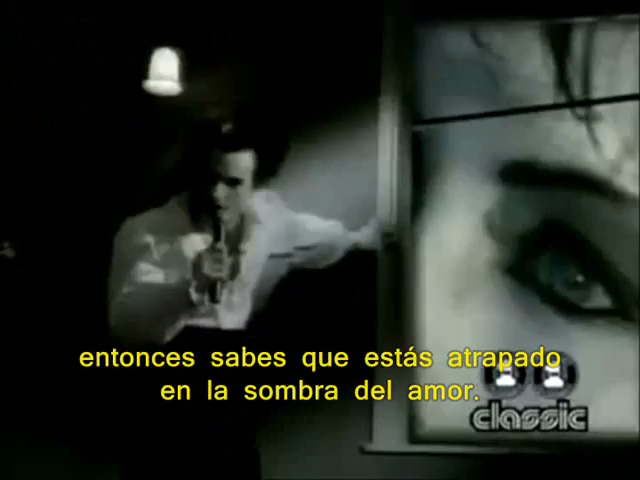 entonces sabes que estás atrapado
en la sombra del amor.
classic